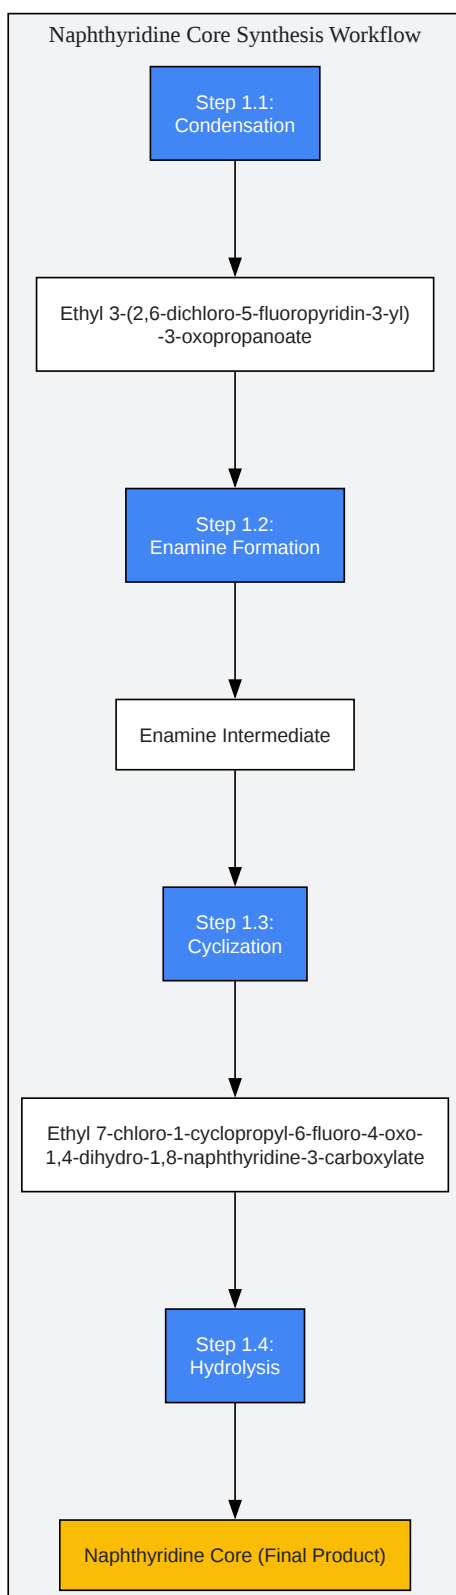 Naphthyridine Core Synthesis Workflow
Step 1.1:
Condensation
Ethyl 3-(2,6-dichloro-5-fluoropyridin-3-yl)
-3-oxopropanoate
Step 1.2:
Enamine Formation
Enamine Intermediate
Step 1.3:
Cyclization
Ethyl 7-chloro-1-cyclopropyl-6-fluoro-4-oxo-
1,4-dihydro-1,8-naphthyridine-3-carboxylate
Step 1.4:
Hydrolysis
Naphthyridine Core (Final Product)